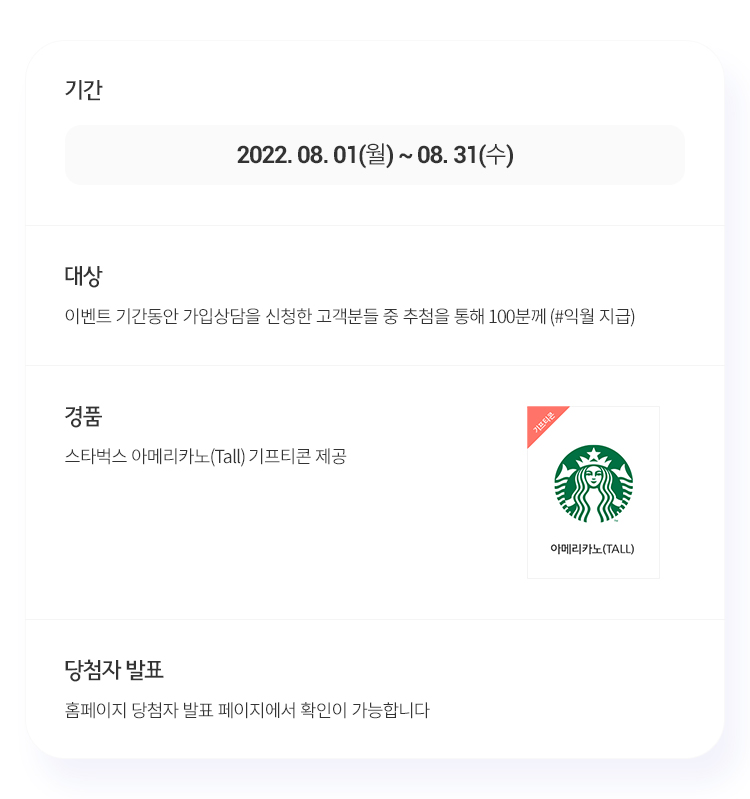 기간
2022. 08. 01(월) ~ 08. 31(수)
대상
이벤트 기간동안 가입상담을 신청한 고객분들 중 추첨을 통해 100분께 (#익월 지급)
경품
스타벅스 아메리카노(Tall) 기프티콘 제공
기프티콘
아메리카노(TALL)
당첨자 발표
홈페이지 당첨자 발표 페이지에서 확인이 가능합니다